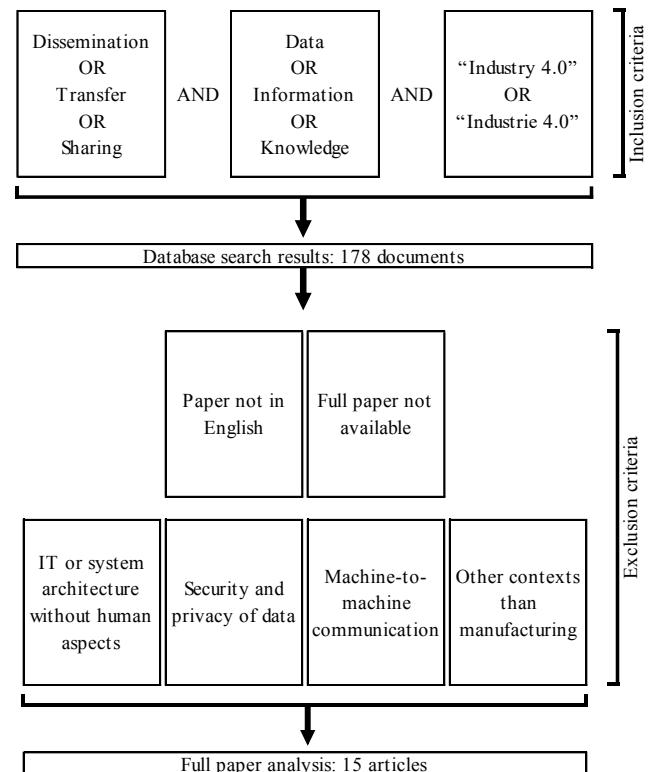 Dissemination
OR
Transfer
OR
Sharing
AND
Data
OR
Information
OR
Knowledge
AND
“Industry 4.0”
OR
“Industrie 4.0”
Inclusion criteria
Database search results: 178 documents
Paper not in
English
Full paper not
available
IT or system
architecture
without human
aspects
Security and
privacy of data
Machine-to-
machine
communication
Other contexts
than
manufacturing
Exclusion criteria
Full paper analysis: 15 articles